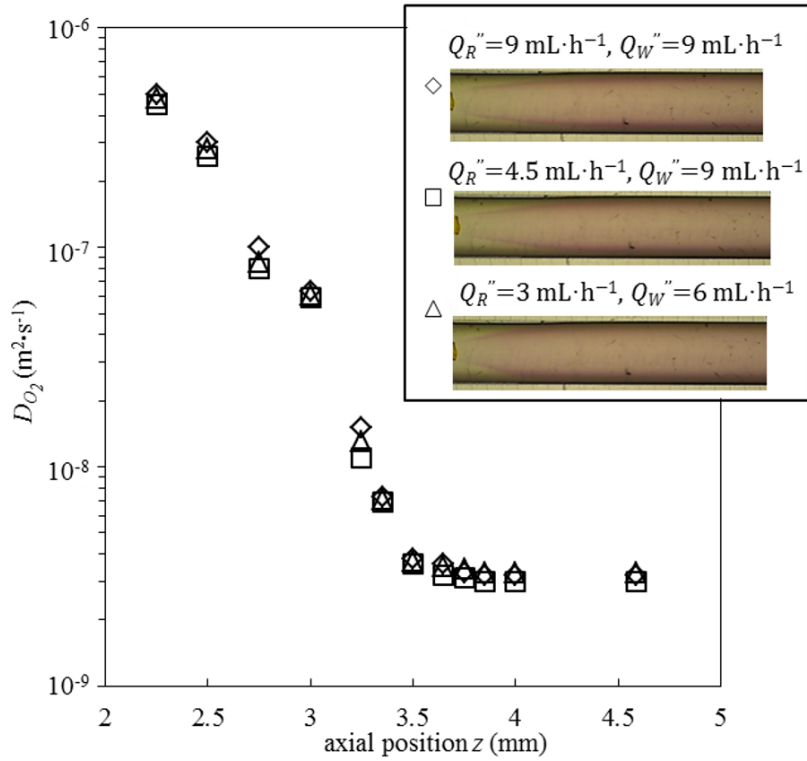 10⁻⁶
10⁻⁷
10⁻⁸
10⁻⁹
D_O₂ (m²•s⁻¹)
Q_R″=9 mL·h⁻¹, Q_W″=9 mL·h⁻¹
Q_R″=4.5 mL·h⁻¹, Q_W″=9 mL·h⁻¹
Q_R″=3 mL·h⁻¹, Q_W″=6 mL·h⁻¹
2 2.5 3 3.5 4 4.5 5
axial position z (mm)